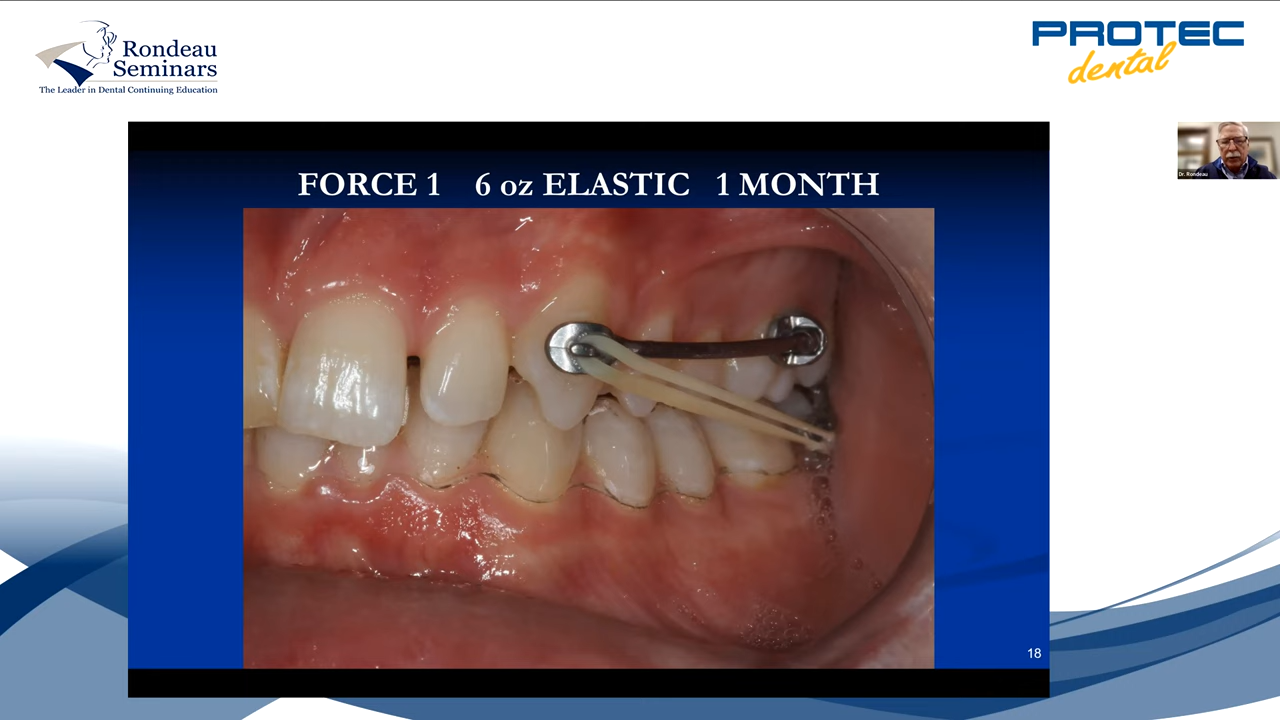 Rondeau
Seminars
The Leader in Dental Continuing Education
PROTEC
dental
Dr. Rondeau
FORCE 1 6 oz ELASTIC 1 MONTH
18